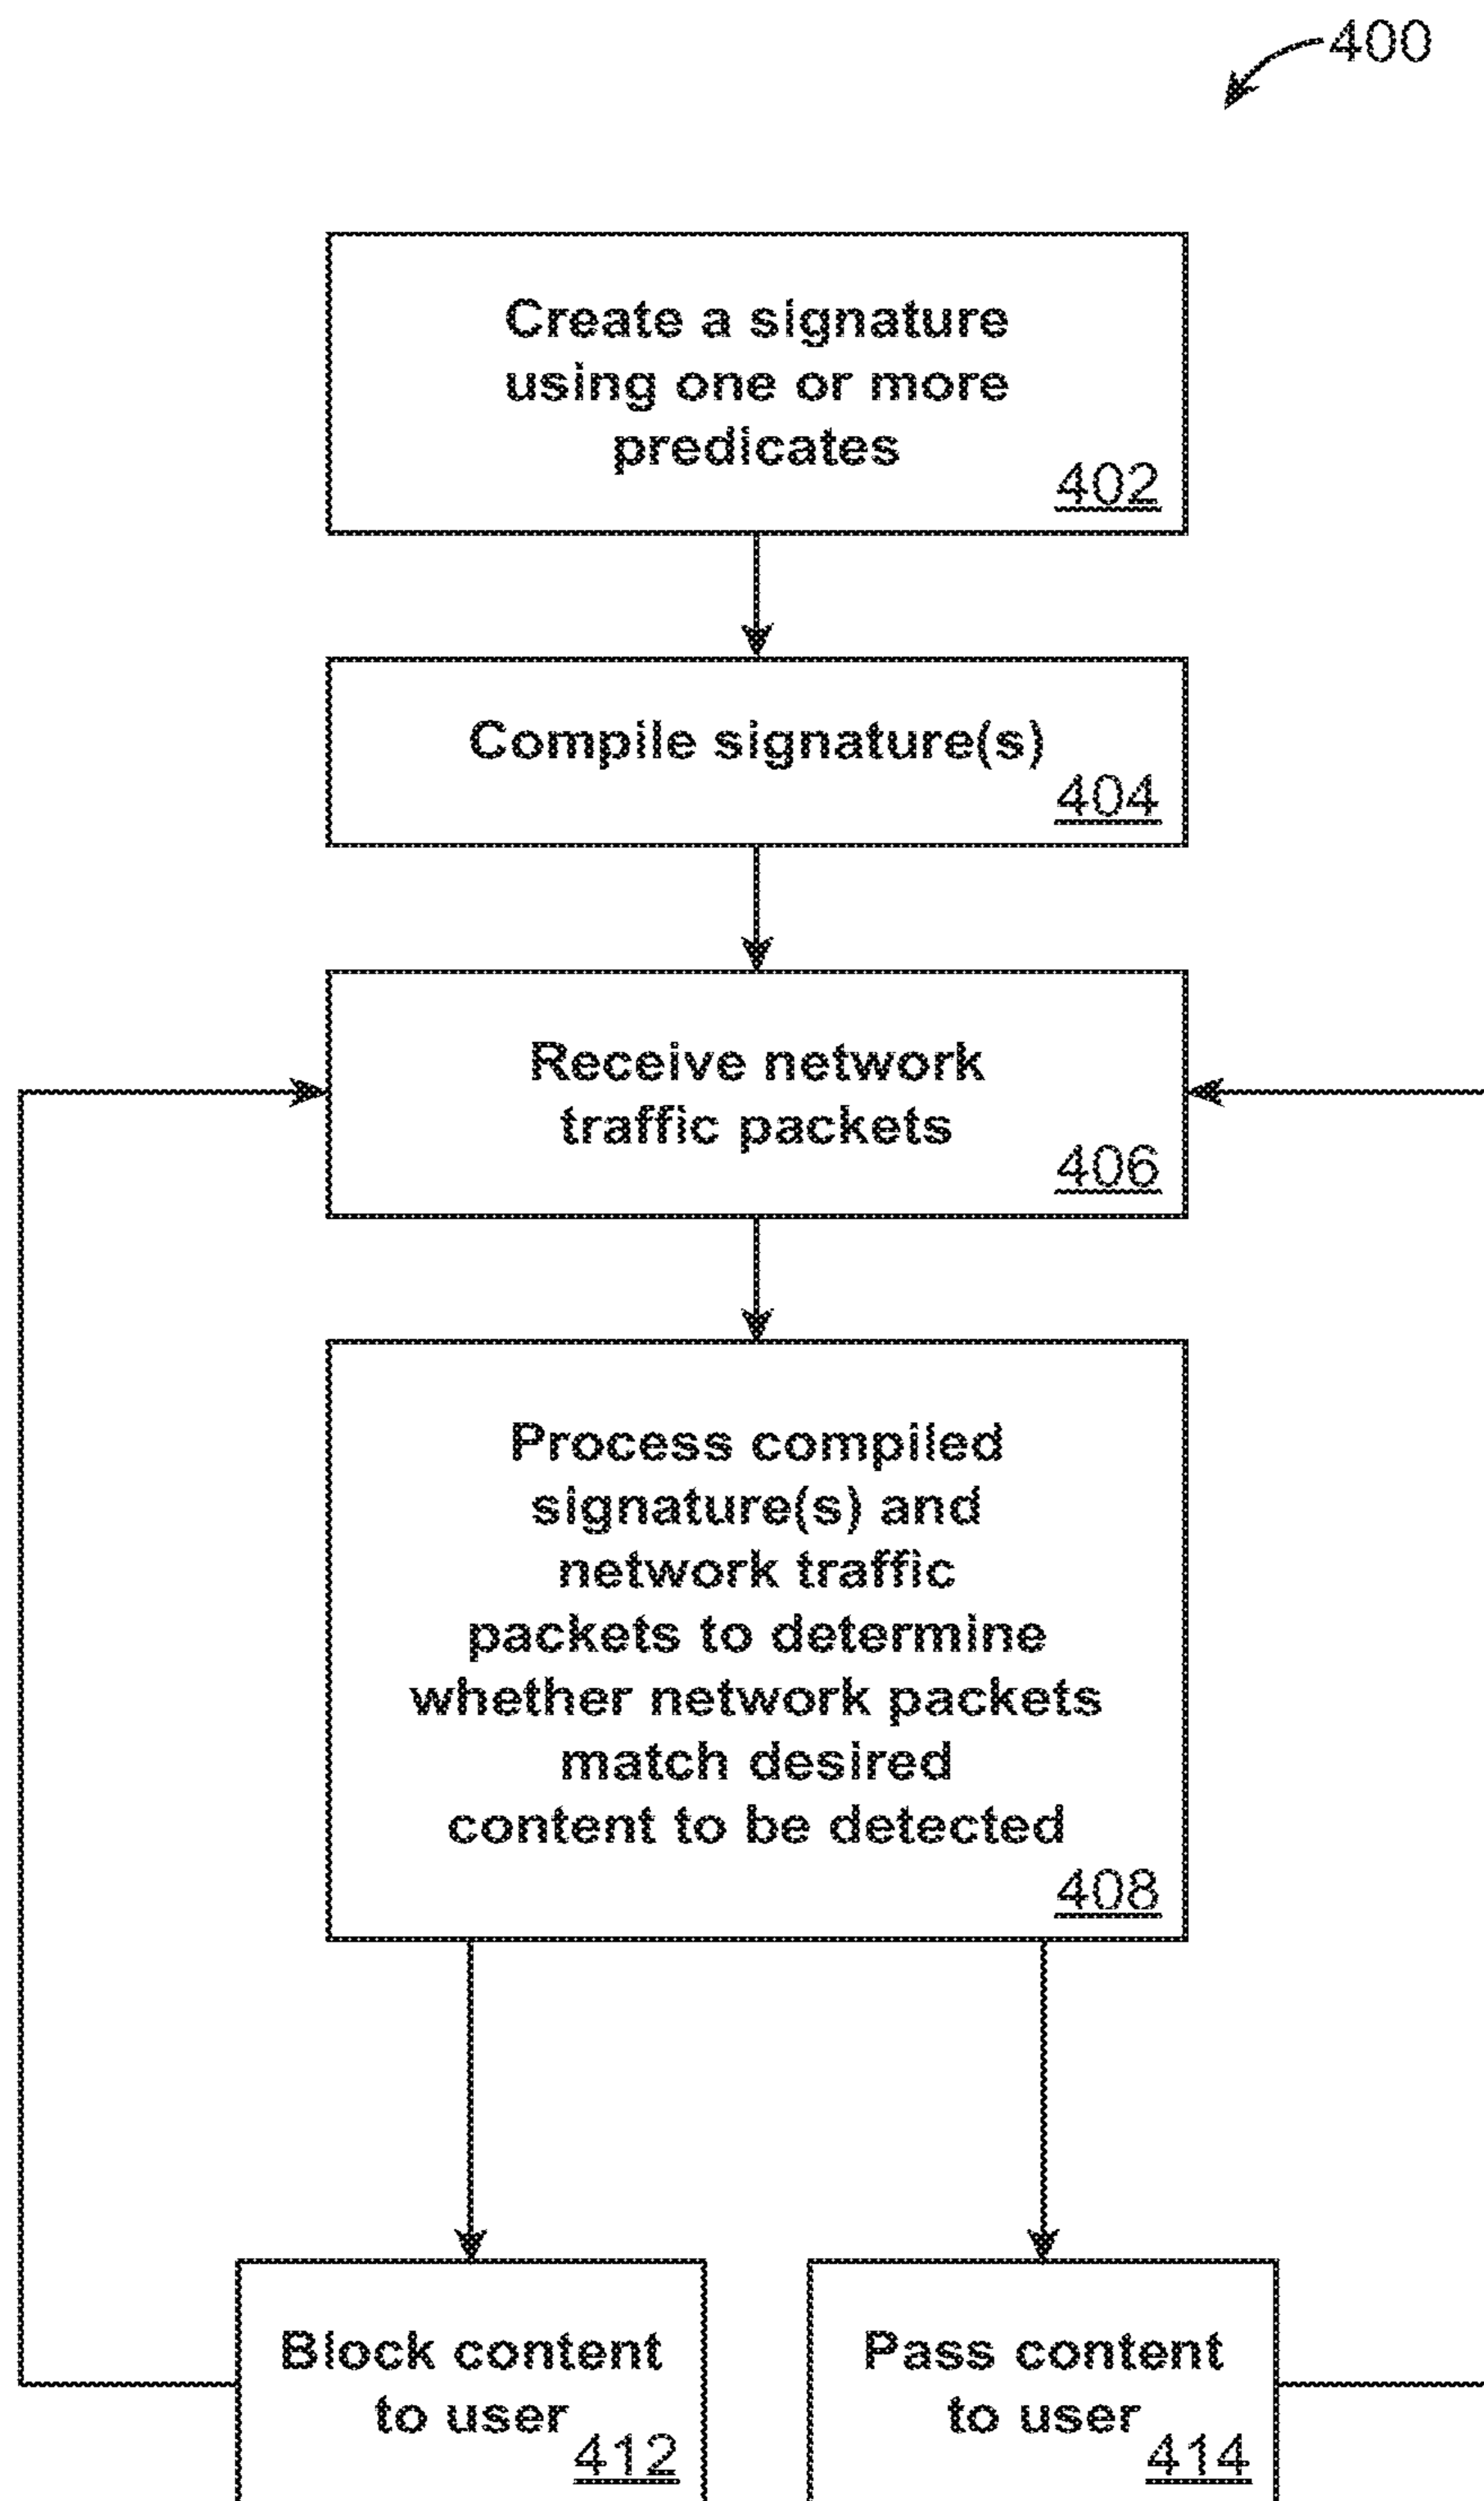 400
Create a signature
using one or more
predicates
402
Compile signature(s)
404
Receive network
traffic packets
406
Process compiled
signature(s) and
network traffic
packets to determine
whether network packets
match desired
content to be detected
408
Block content
to user
412
Pass content
to user
414